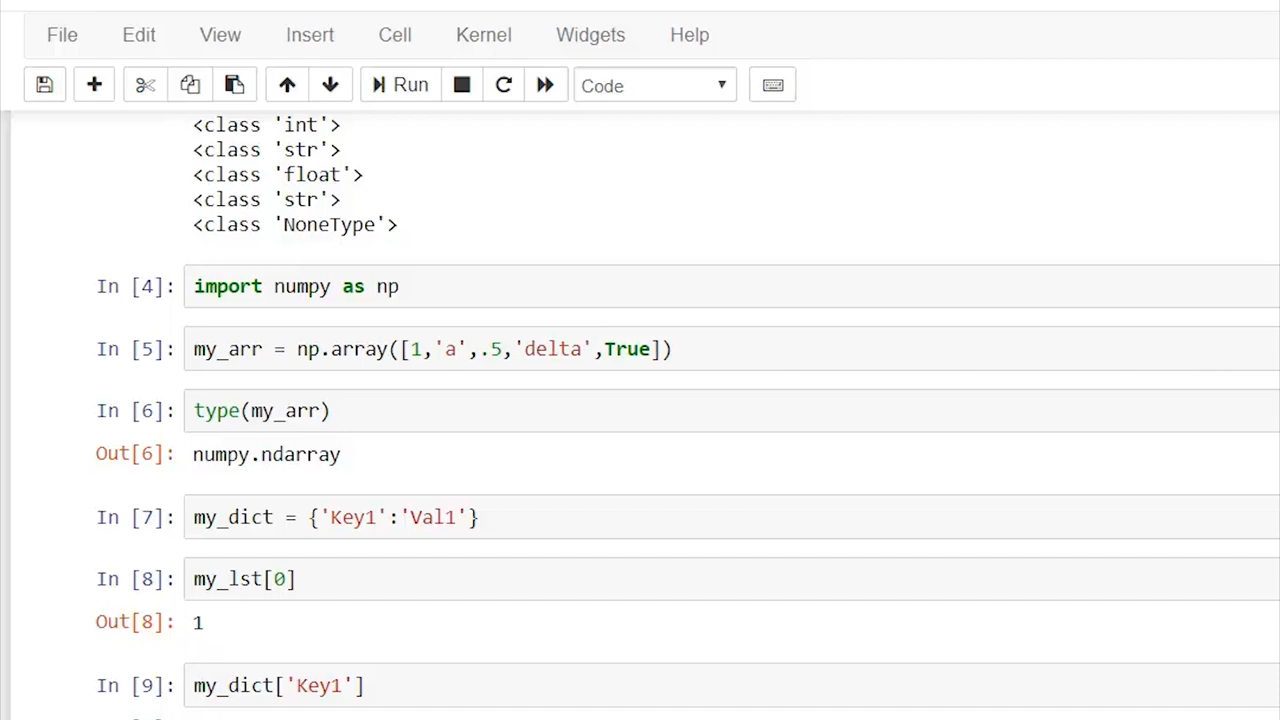 File Edit View Insert Cell Kernel Widgets Help
Run Code
<class 'int'>
<class 'str'>
<class 'float'>
<class 'str'>
<class 'NoneType'>
In [4]: import numpy as np
In [5]: my_arr = np.array([1,'a',.5,'delta',True])
In [6]: type(my_arr)
Out[6]: numpy.ndarray
In [7]: my_dict = {'Key1':'Val1'}
In [8]: my_lst[0]
Out[8]: 1
In [9]: my_dict['Key1']